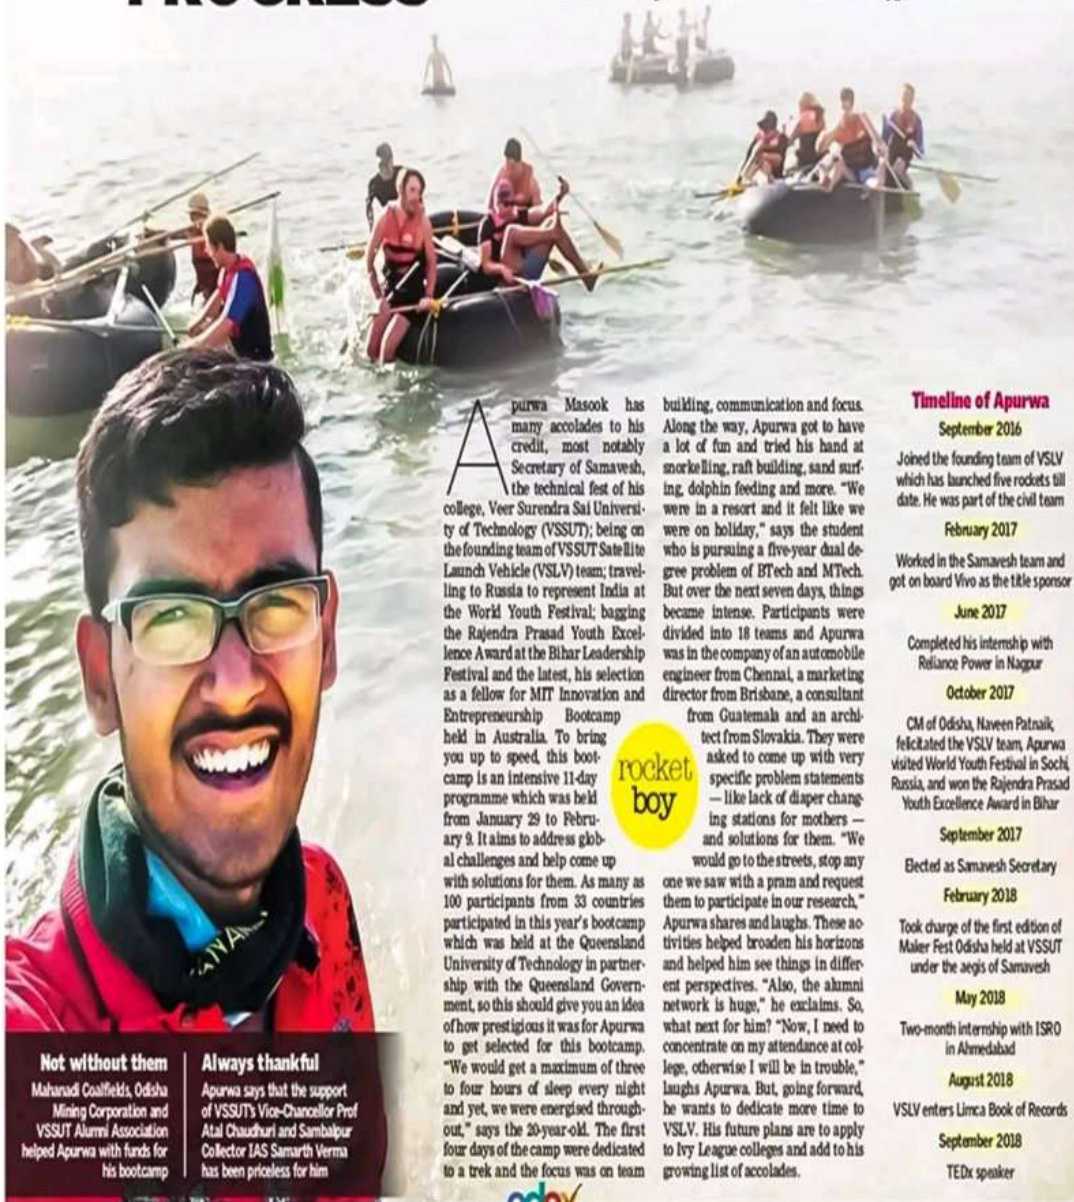 PROGRESS
A
purwa Masook has
many accolades to his
credit, most notably
Secretary of Samavesh,
the technical fest of his
college, Veer Surendra Sai Universi-
ty of Technology (VSSUT); being on
the founding team of VSSUT Satellite
Launch Vehicle (VSLV) team; travel-
ling to Russia to represent India at
the World Youth Festival; bagging
the Rajendra Prasad Youth Excel-
lence Award at the Bihar Leadership
Festival and the latest, his selection
as a fellow for MIT Innovation and
Entrepreneurship Bootcamp
held in Australia. To bring
you up to speed, this boot-
camp is an intensive 11-day
programme which was held
from January 29 to Febru-
ary 9. It aims to address glob-
al challenges and help come up
with solutions for them. As many as
100 participants from 33 countries
participated in this year's bootcamp
which was held at the Queensland
University of Technology in partner-
ship with the Queensland Govern-
ment, so this should give you an idea
of how prestigious it was for Apurwa
to get selected for this bootcamp.
"We would get a maximum of three
to four hours of sleep every night
and yet, we were energised through-
out," says the 20-year-old. The first
four days of the camp were dedicated
to a trek and the focus was on team
building, communication and focus.
Along the way, Apurwa got to have
a lot of fun and tried his hand at
snorkelling, raft building, sand surf-
ing, dolphin feeding and more. "We
were in a resort and it felt like we
were on holiday," says the student
who is pursuing a five-year dual de-
gree problem of BTech and MTech.
But over the next seven days, things
became intense. Participants were
divided into 18 teams and Apurwa
was in the company of an automobile
engineer from Chennai, a marketing
director from Brisbane, a consultant
from Guatemala and an archi-
tect from Slovakia. They were
asked to come up with very
specific problem statements
— like lack of diaper chang-
ing stations for mothers —
and solutions for them. "We
would go to the streets, stop any
one we saw with a pram and request
them to participate in our research,"
Apurwa shares and laughs. These ac-
tivities helped broaden his horizons
and helped him see things in differ-
ent perspectives. "Also, the alumni
network is huge," he exclaims. So,
what next for him? "Now, I need to
concentrate on my attendance at col-
lege, otherwise I will be in trouble,"
laughs Apurwa. But, going forward,
he wants to dedicate more time to
VSLV. His future plans are to apply
to Ivy League colleges and add to his
growing list of accolades.
rocket
boy
Timeline of Apurwa
September 2016
Joined the founding team of VSLV
which has launched five rockets till
date. He was part of the civil team
February 2017
Worked in the Samavesh team and
got on board Vivo as the title sponsor
June 2017
Completed his internship with
Reliance Power in Nagpur
October 2017
CM of Odisha, Naveen Patnaik,
felicitated the VSLV team, Apurwa
visited World Youth Festival in Sochi,
Russia, and won the Rajendra Prasad
Youth Excellence Award in Bihar
September 2017
Elected as Samavesh Secretary
February 2018
Took charge of the first edition of
Maker Fest Odisha held at VSSUT
under the aegis of Samavesh
May 2018
Two-month internship with ISRO
in Ahmedabad
August 2018
VSLV enters Limca Book of Records
September 2018
TEDx speaker
Not without them
Mahanadi Coalfields, Odisha
Mining Corporation and
VSSUT Alumni Association
helped Apurwa with funds for
his bootcamp
Always thankful
Apurwa says that the support
of VSSUT's Vice-Chancellor Prof
Atal Chaudhuri and Sambalpur
Collector IAS Samarth Verma
has been priceless for him